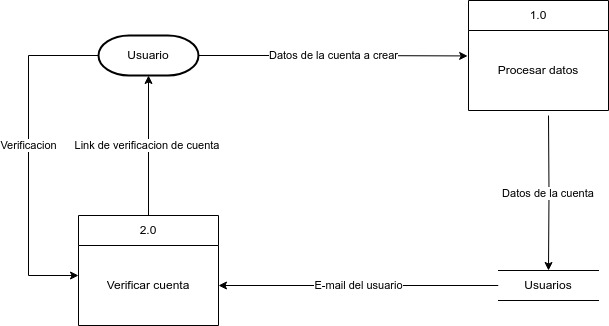 1.0
Usuario
Datos de la cuenta a crear
Procesar datos
Verificacion
Link de verificacion de cuenta
Datos de la cuenta
2.0
Verificar cuenta
E-mail del usuario
Usuarios